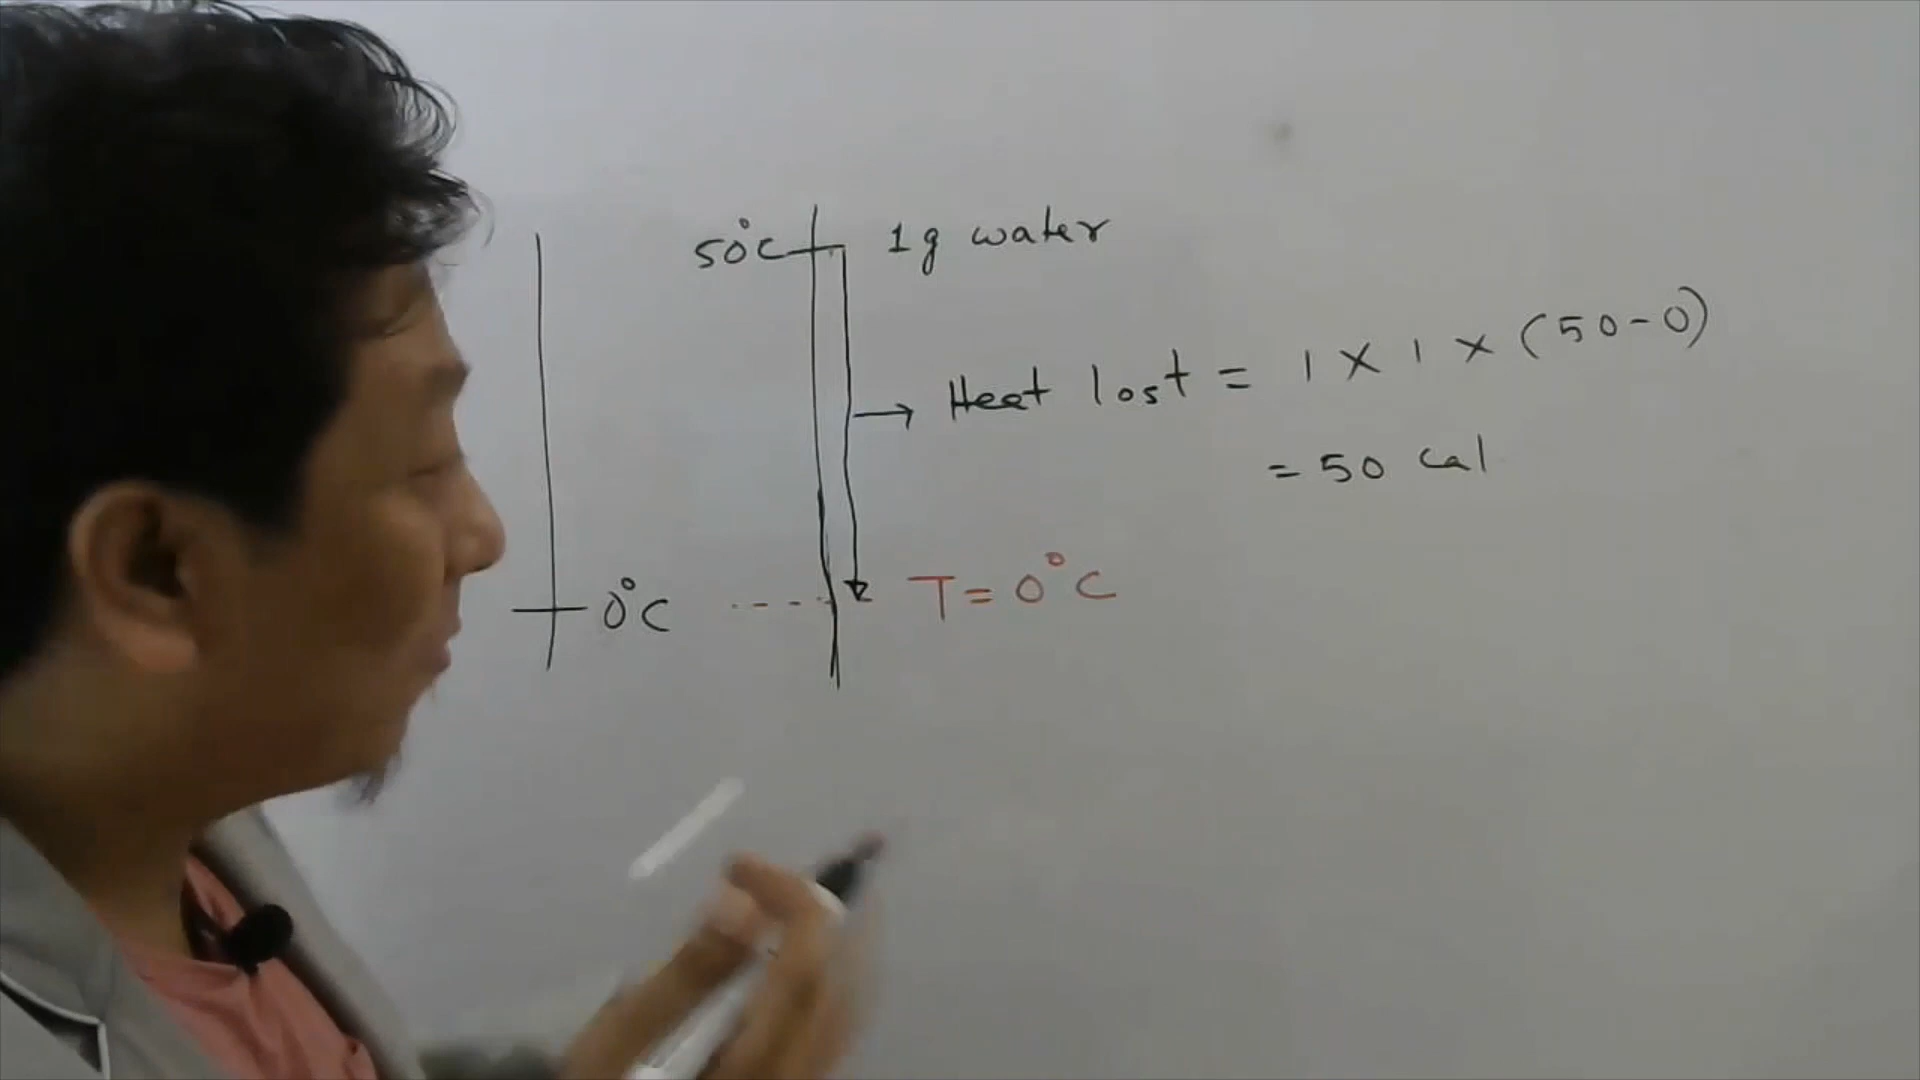 50°C 1g water
→ Heat lost = 1 × 1 × (50-0)
= 50 cal
0°C ---- T = 0°C